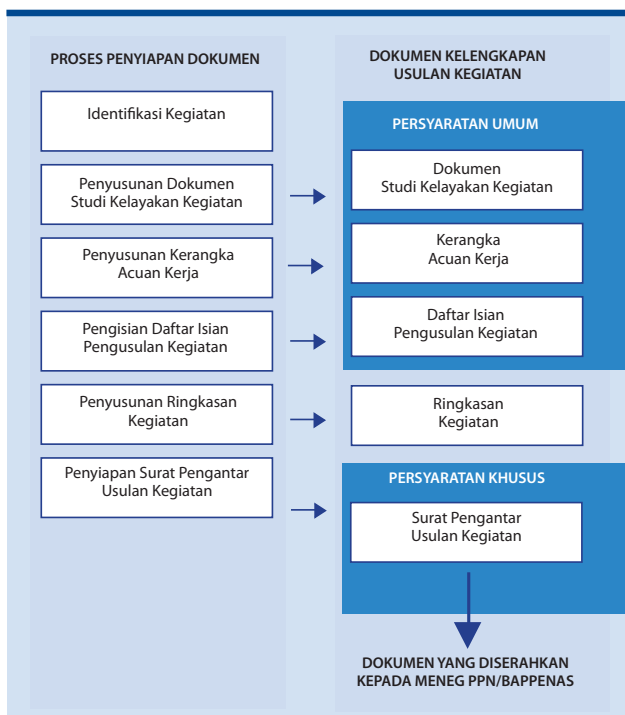 PROSES PENYIAPAN DOKUMEN
Identifikasi Kegiatan
Penyusunan Dokumen
Studi Kelayakan Kegiatan
Penyusunan Kerangka
Acuan Kerja
Pengisian Daftar Isian
Pengusulan Kegiatan
Penyusunan Ringkasan
Kegiatan
Penyiapan Surat Pengantar
Usulan Kegiatan
DOKUMEN KELENGKAPAN
USULAN KEGIATAN
PERSYARATAN UMUM
Dokumen
Studi Kelayakan Kegiatan
Kerangka
Acuan Kerja
Daftar Isian
Pengusulan Kegiatan
Ringkasan
Kegiatan
PERSYARATAN KHUSUS
Surat Pengantar
Usulan Kegiatan
DOKUMEN YANG DISERAHKAN
KEPADA MENEG PPN/BAPPENAS